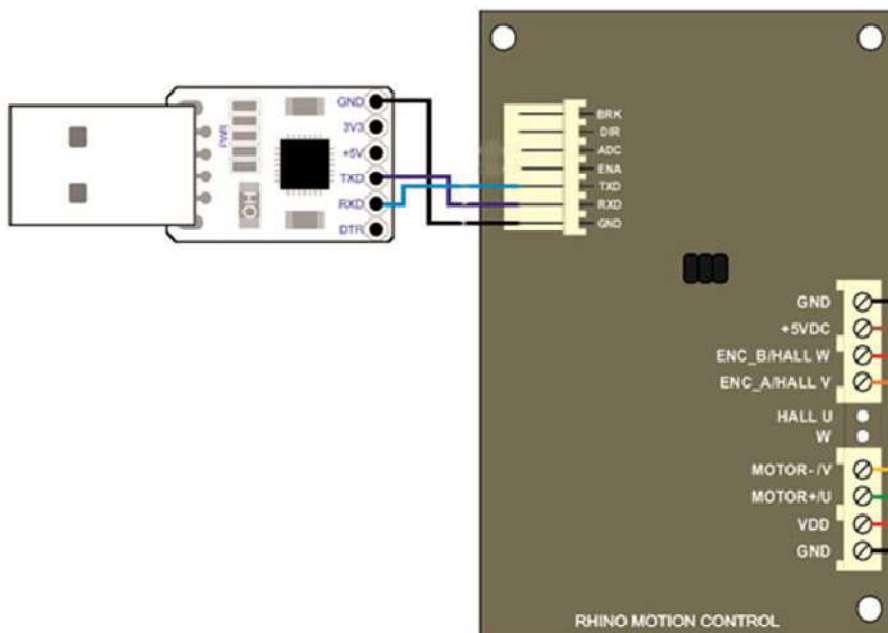 PWR
OH
GND
3V3
+5V
TXD
RXD
DTR
BRK
DIR
ADC
ENA
TXD
RXD
GND
GND
+5VDC
ENC_B/HALL W
ENC_A/HALL V
HALL U
W
MOTOR-/V
MOTOR+/U
VDD
GND
RHINO MOTION CONTROL